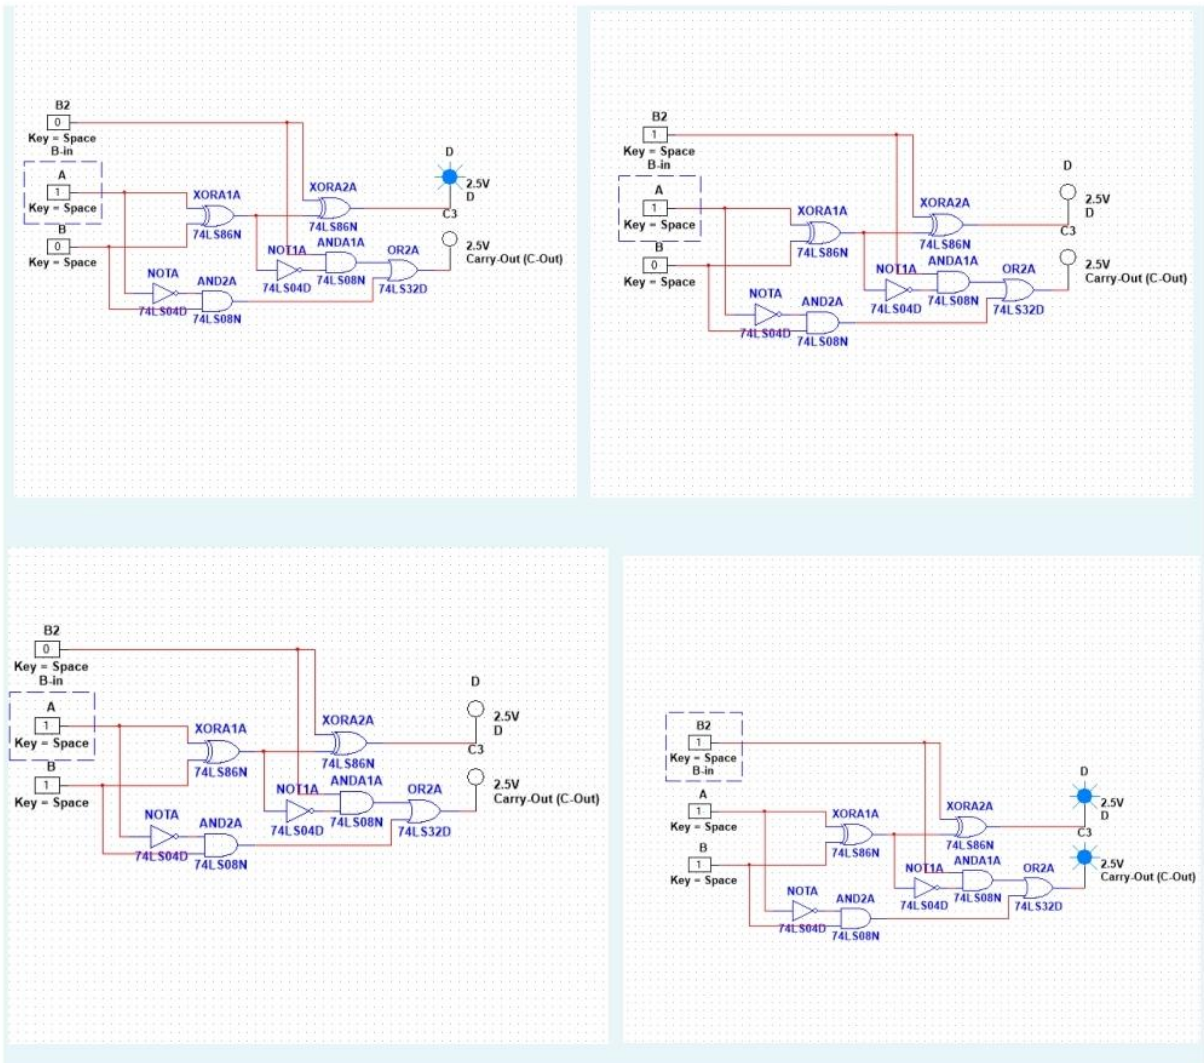 B2
0
Key = Space
B-in
A
1
Key = Space
B
0
Key = Space
XORA1A
74LS86N
XORA2A
74LS86N
NOTA
74LS04D
AND2A
74LS08N
NOT1A
74LS04D
ANDA1A
74LS08N
OR2A
74LS32D
D
2.5V
D
C3
2.5V
Carry-Out (C-Out)
B2
1
Key = Space
B-in
A
1
Key = Space
B
0
Key = Space
XORA1A
74LS86N
XORA2A
74LS86N
NOTA
74LS04D
AND2A
74LS08N
NOT1A
74LS04D
ANDA1A
74LS08N
OR2A
74LS32D
D
2.5V
D
C3
2.5V
Carry-Out (C-Out)
B2
0
Key = Space
B-in
A
1
Key = Space
B
1
Key = Space
XORA1A
74LS86N
XORA2A
74LS86N
NOTA
74LS04D
AND2A
74LS08N
NOT1A
74LS04D
ANDA1A
74LS08N
OR2A
74LS32D
D
2.5V
D
C3
2.5V
Carry-Out (C-Out)
B2
1
Key = Space
B-in
A
1
Key = Space
B
1
Key = Space
XORA1A
74LS86N
XORA2A
74LS86N
NOTA
74LS04D
AND2A
74LS08N
NOT1A
74LS04D
ANDA1A
74LS08N
OR2A
74LS32D
D
2.5V
D
C3
2.5V
Carry-Out (C-Out)